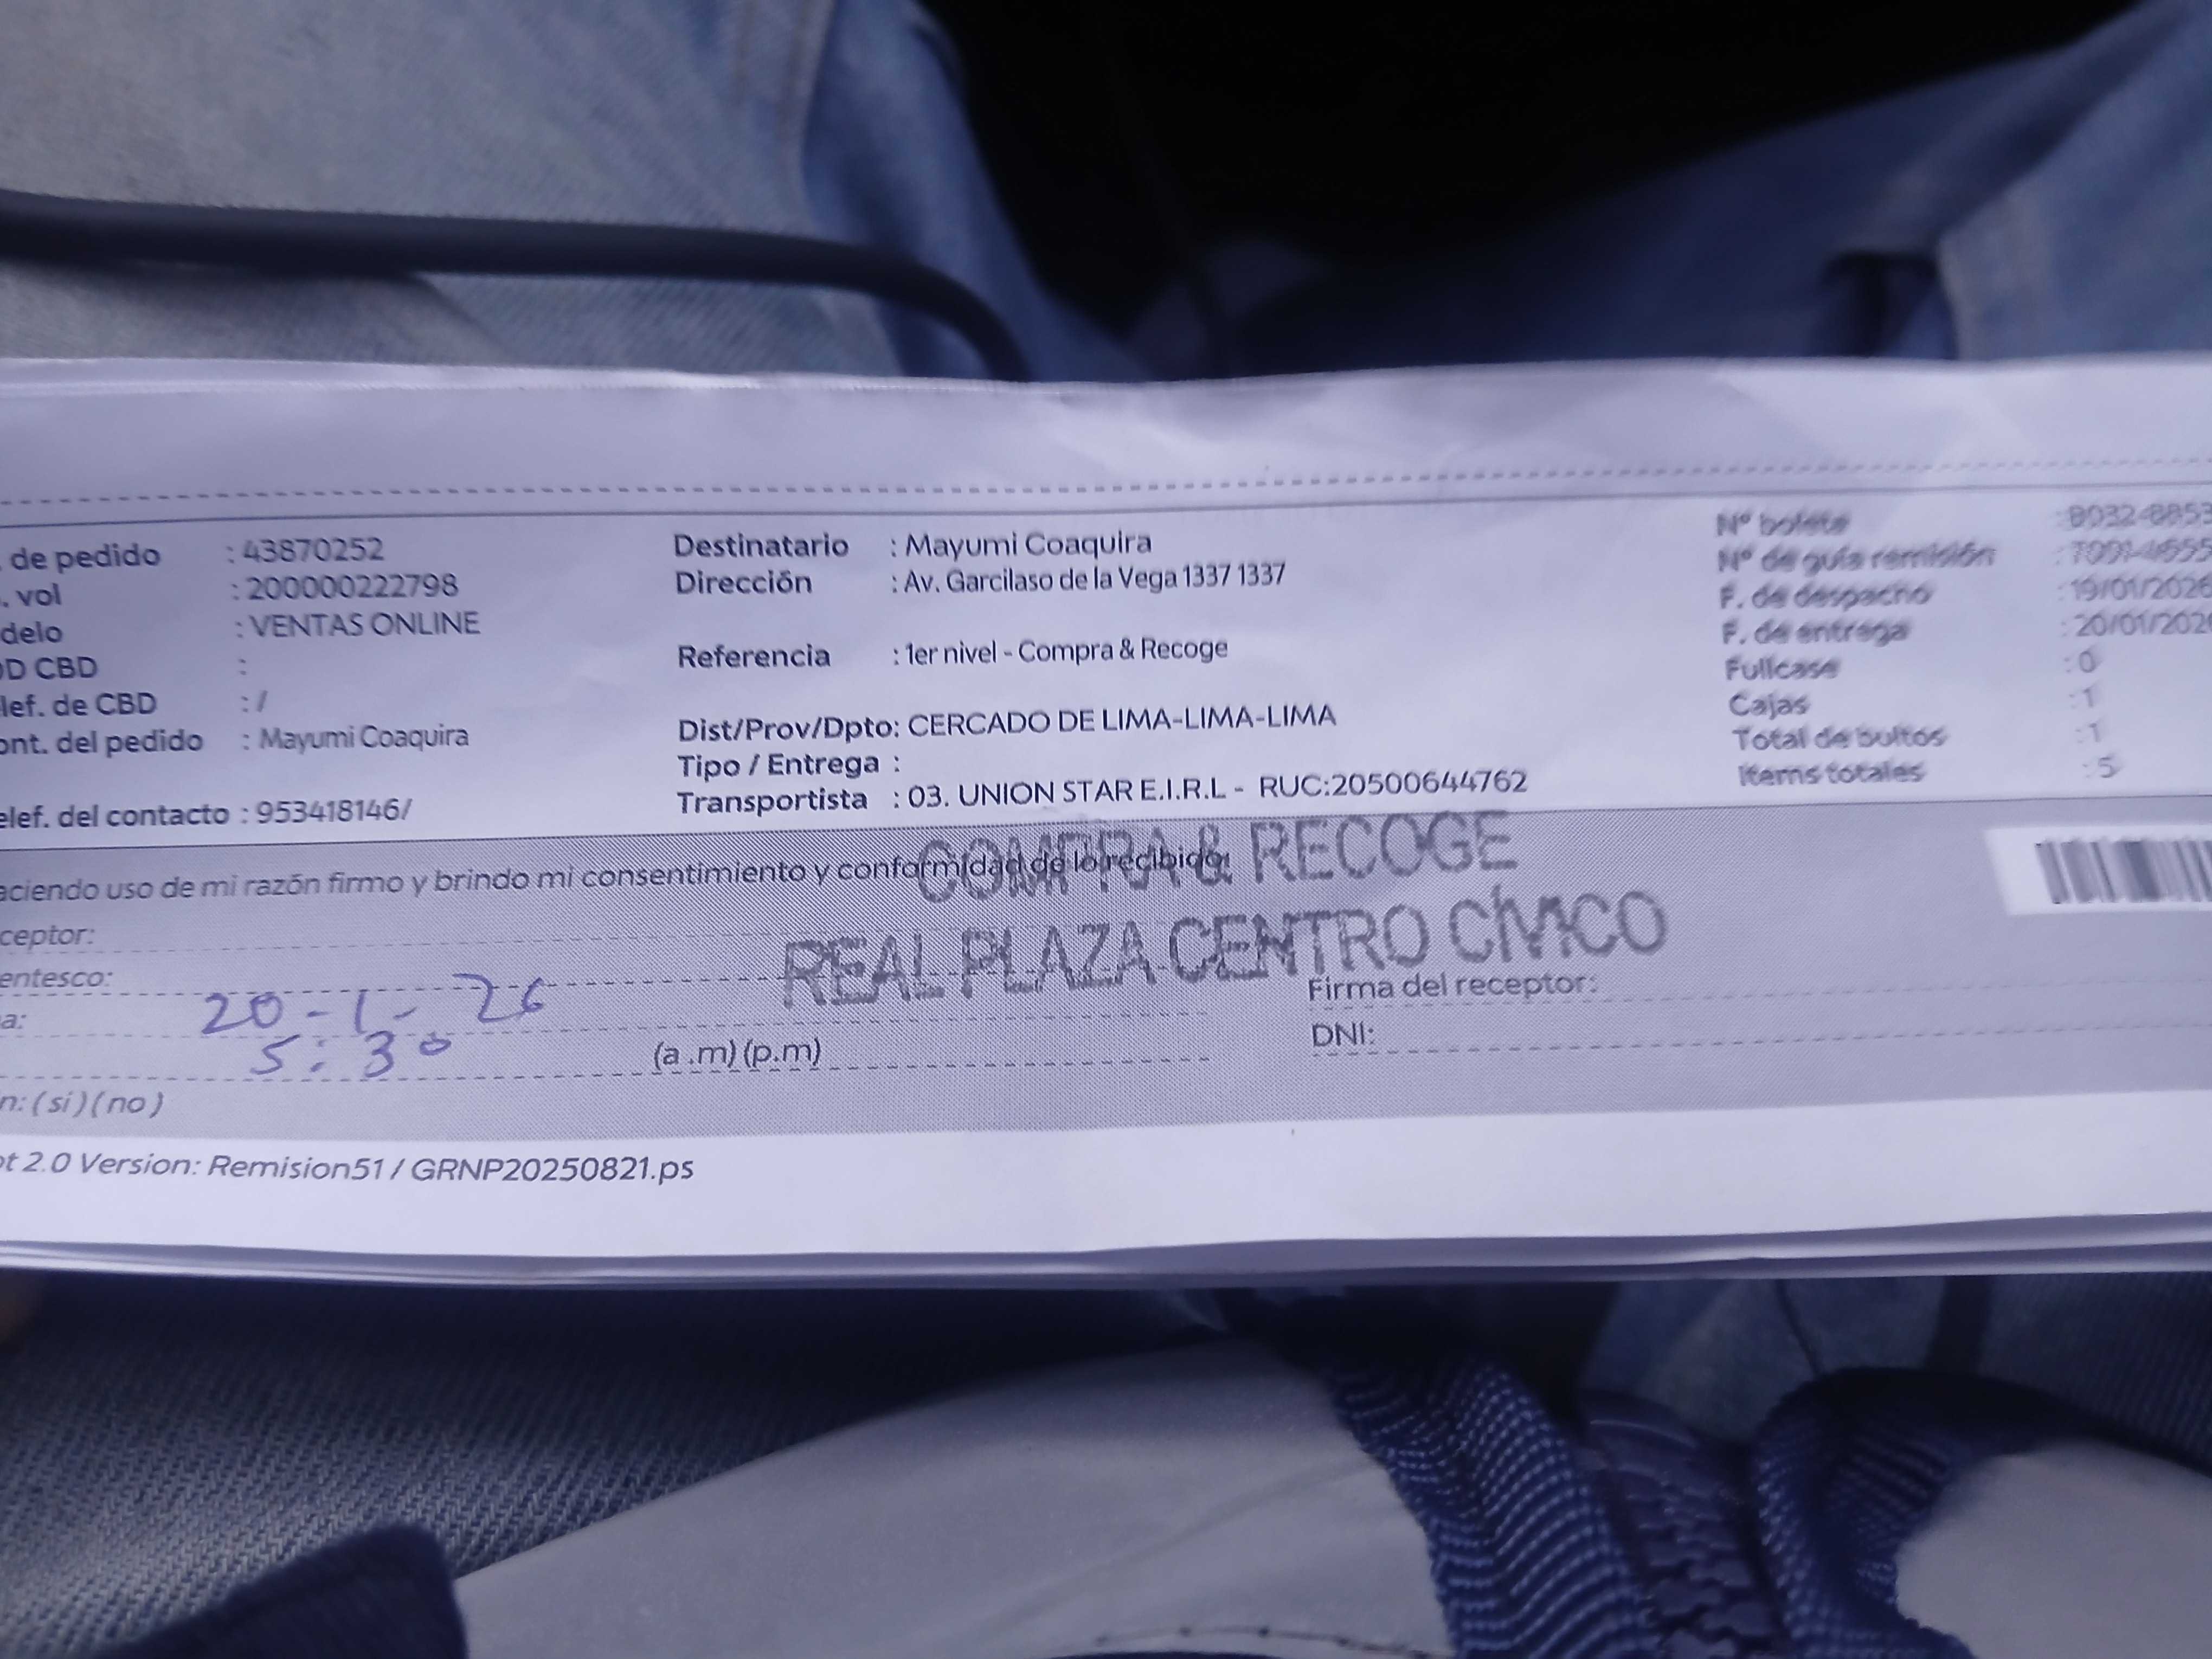 de pedido : 43870252
. vol : 200000222798
delo : VENTAS ONLINE
D CBD :
lef. de CBD : /
ont. del pedido : Mayumi Coaquira
elef. del contacto : 953418146/
Destinatario : Mayumi Coaquira
Dirección : Av. Garcilaso de la Vega 1337 1337
Referencia : 1er nivel - Compra & Recoge
Dist/Prov/Dpto: CERCADO DE LIMA-LIMA-LIMA
Tipo / Entrega :
Transportista : 03. UNION STAR E.I.R.L - RUC:20500644762
Nº boleta
Nº de guía remisión
F. de despacho : 19/01/2026
F. de entrega : 20/01/202
Fullcase : 0
Cajas : 1
Total de bultos : 1
Items totales : 5
aciendo uso de mi razón firmo y brindo mi consentimiento y conformidad de lo recibido:
COMPRA & RECOGE
REAL PLAZA CENTRO CÍVICO
ceptor:
entesco:
a: 20-1-26
5:30 (a .m) (p.m)
Firma del receptor:
DNI:
n: ( si ) ( no )
ot 2.0 Version: Remision51 / GRNP20250821.ps